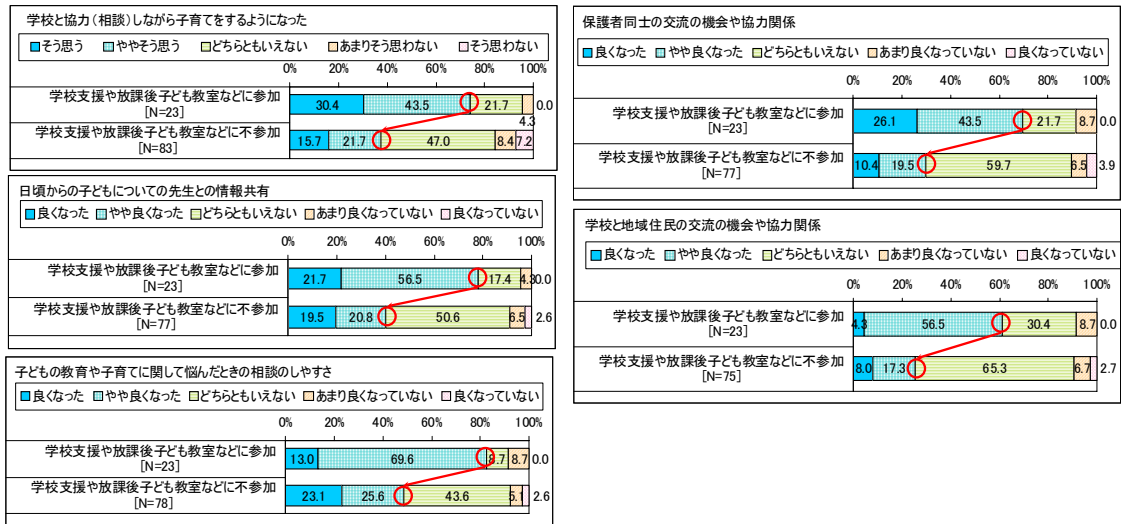 学校と協力(相談)しながら子育てをするようになった
そう思う ややそう思う どちらともいえない あまりそう思わない そう思わない
0% 20% 40% 60% 80% 100%
学校支援や放課後子ども教室などに参加
[N=23]
30.4 43.5 21.7 4.3 0.0
学校支援や放課後子ども教室などに不参加
[N=83]
15.7 21.7 47.0 8.4 7.2
日頃からの子どもについての先生との情報共有
良くなった やや良くなった どちらともいえない あまり良くなっていない 良くなっていない
0% 20% 40% 60% 80% 100%
学校支援や放課後子ども教室などに参加
[N=23]
21.7 56.5 17.4 4.3 0.0
学校支援や放課後子ども教室などに不参加
[N=77]
19.5 20.8 50.6 6.5 2.6
子どもの教育や子育てに関して悩んだときの相談のしやすさ
良くなった やや良くなった どちらともいえない あまり良くなっていない 良くなっていない
0% 20% 40% 60% 80% 100%
学校支援や放課後子ども教室などに参加
[N=23]
13.0 69.6 8.7 8.7 0.0
学校支援や放課後子ども教室などに不参加
[N=78]
23.1 25.6 43.6 5.1 2.6
保護者同士の交流の機会や協力関係
良くなった やや良くなった どちらともいえない あまり良くなっていない 良くなっていない
0% 20% 40% 60% 80% 100%
学校支援や放課後子ども教室などに参加
[N=23]
26.1 43.5 21.7 8.7 0.0
学校支援や放課後子ども教室などに不参加
[N=77]
10.4 19.5 59.7 6.5 3.9
学校と地域住民の交流の機会や協力関係
良くなった やや良くなった どちらともいえない あまり良くなっていない 良くなっていない
0% 20% 40% 60% 80% 100%
学校支援や放課後子ども教室などに参加
[N=23]
4.3 56.5 30.4 8.7 0.0
学校支援や放課後子ども教室などに不参加
[N=75]
8.0 17.3 65.3 6.7 2.7